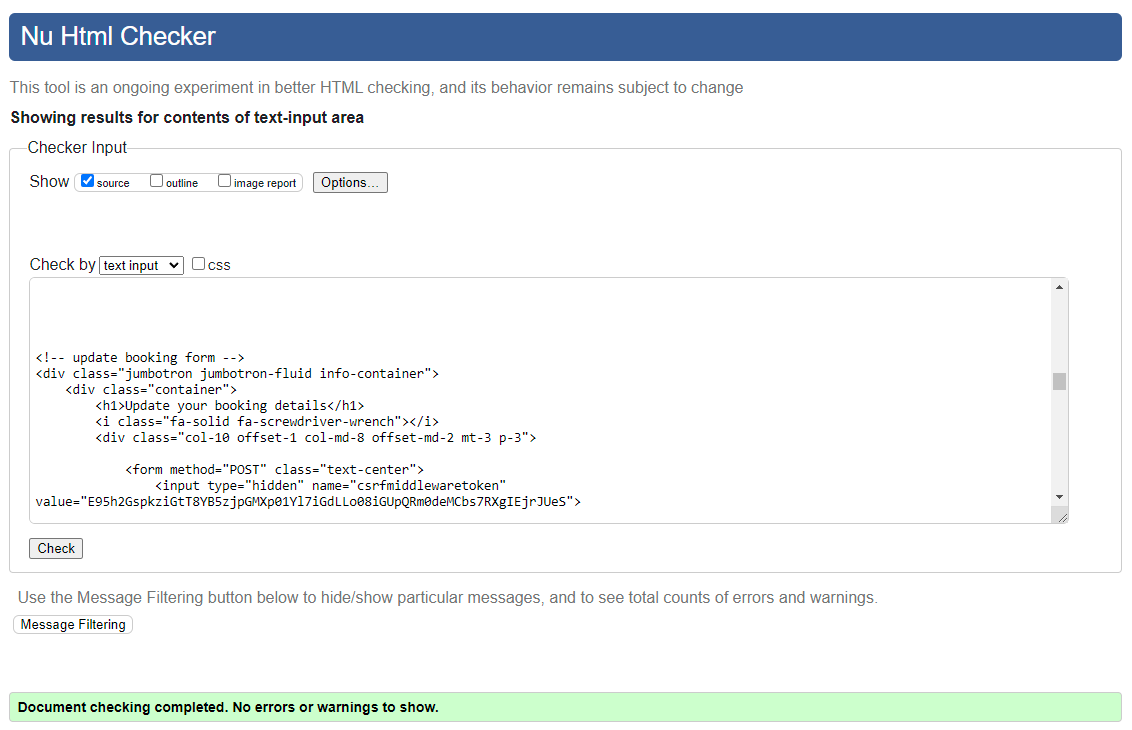 Nu Html Checker
This tool is an ongoing experiment in better HTML checking, and its behavior remains subject to change
Showing results for contents of text-input area
Checker Input
Show source outline image report Options...
Check by text input css
<!-- update booking form -->
<div class="jumbotron jumbotron-fluid info-container">
<div class="container">
<h1>Update your booking details</h1>
<i class="fa-solid fa-screwdriver-wrench"></i>
<div class="col-10 offset-1 col-md-8 offset-md-2 mt-3 p-3">
<form method="POST" class="text-center">
<input type="hidden" name="csrfmiddlewaretoken"
value="E95h2GspkziGtT8YB5zjpGMXp01Yl7iGdLLo08iGUpQRm0deMCbs7RXgIEjrJUeS">
Check
Use the Message Filtering button below to hide/show particular messages, and to see total counts of errors and warnings.
Message Filtering
Document checking completed. No errors or warnings to show.